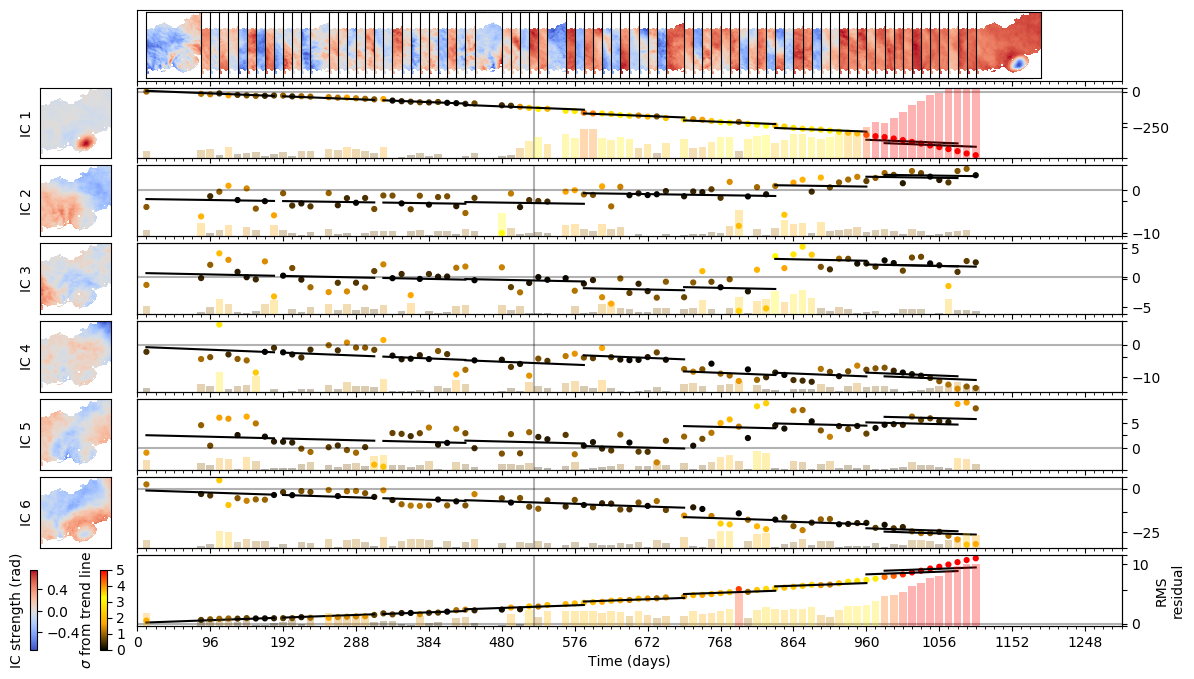 IC 1
0
−250
IC 2
0
−10
IC 3
5
0
−5
IC 4
0
−10
IC 5
5
0
IC 6
0
−25
IC strength (rad)
0.4
0.0
−0.4
σ from trend line
5
4
3
2
1
0
10
0
RMS
residual
0 96 192 288 384 480 576 672 768 864 960 1056 1152 1248
Time (days)